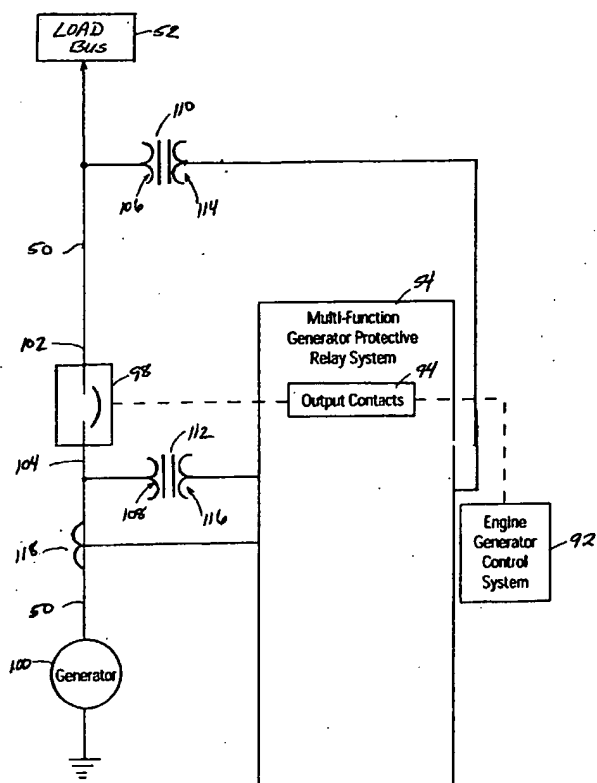 LOAD
BUS
52
110
106
114
50
54
Multi-Function
Generator Protective
Relay System
102
98
94
Output Contacts
112
104
108
116
Engine
Generator
Control
System
92
118
50
100
Generator